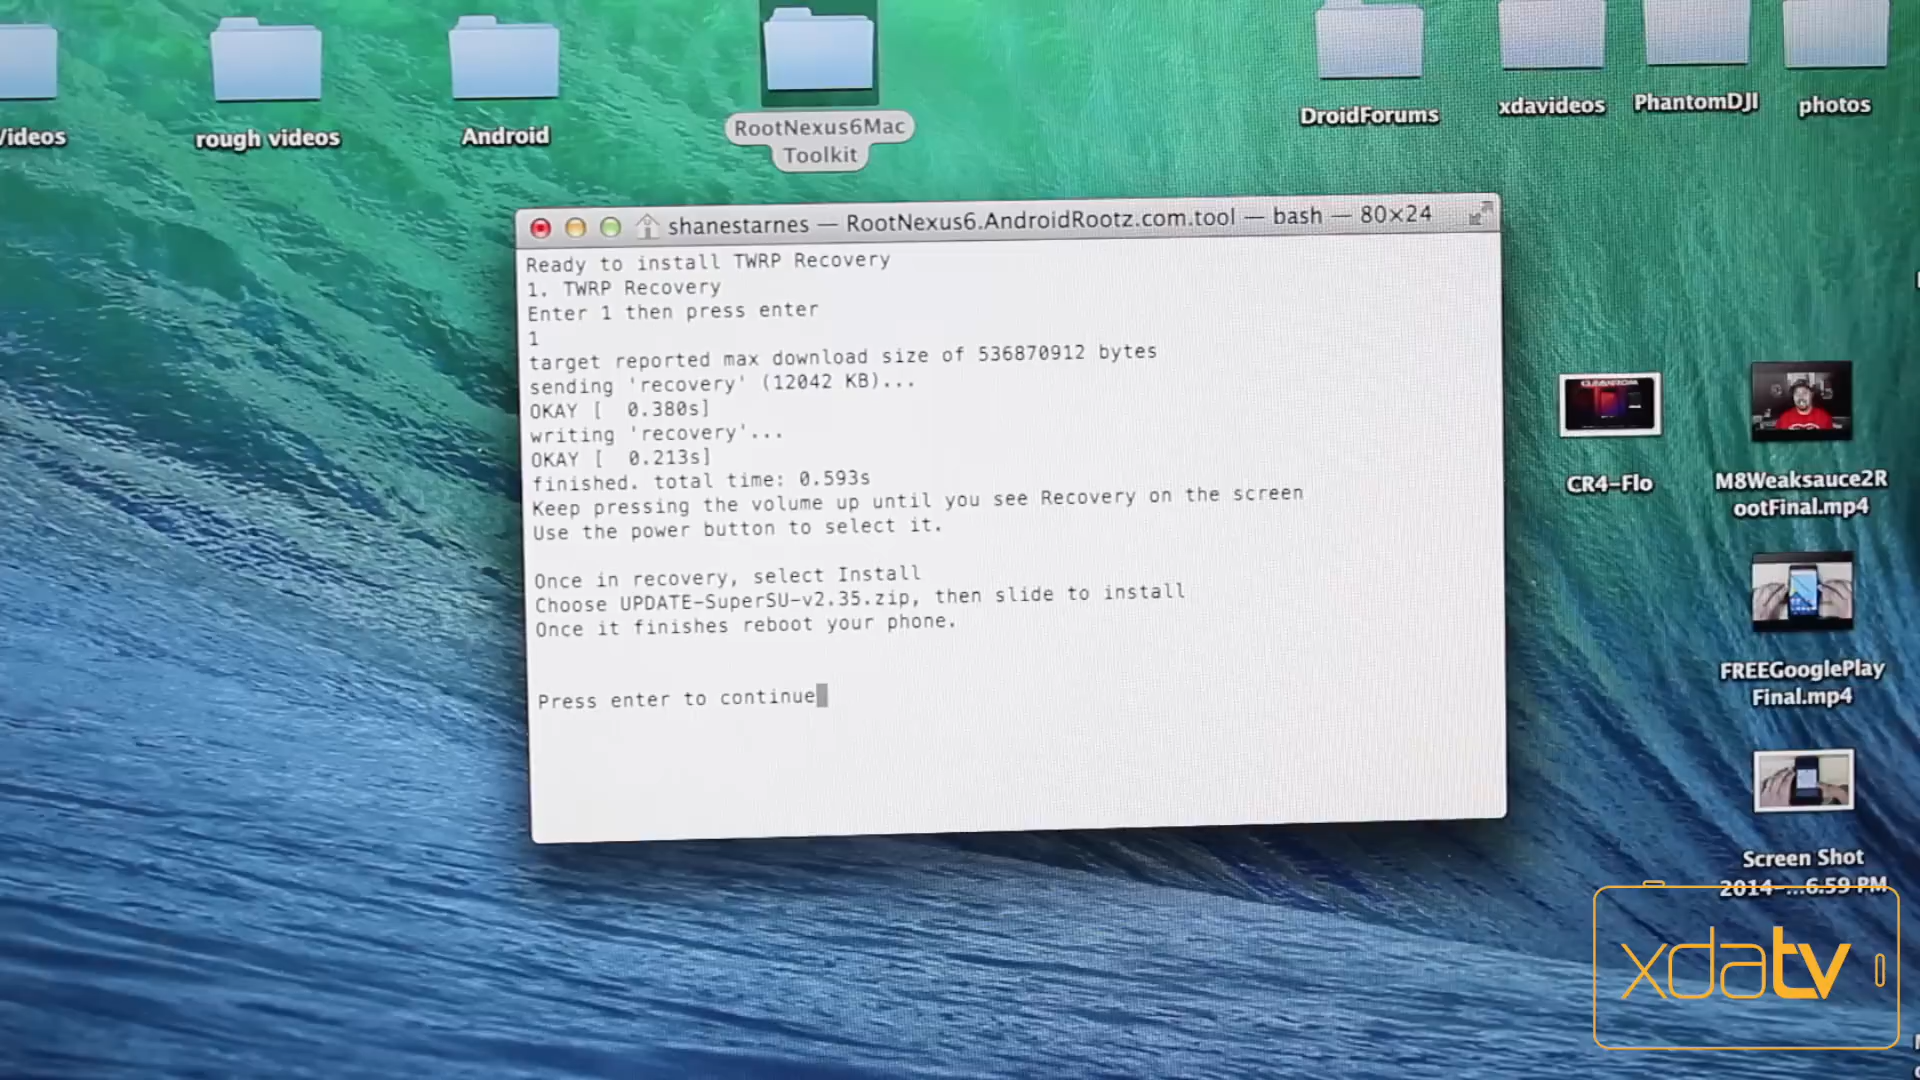 Videos
rough videos
Android
RootNexus6Mac
Toolkit
DroidForums
xdavideos
PhantomDJI
photos
shanestarnes — RootNexus6.AndroidRootz.com.tool — bash — 80×24
Ready to install TWRP Recovery
1. TWRP Recovery
Enter 1 then press enter
1
target reported max download size of 536870912 bytes
sending 'recovery' (12042 KB)...
OKAY [  0.380s]
writing 'recovery'...
OKAY [  0.213s]
finished. total time: 0.593s
Keep pressing the volume up until you see Recovery on the screen
Use the power button to select it.
Once in recovery, select Install
Choose UPDATE-SuperSU-v2.35.zip, then slide to install
Once it finishes reboot your phone.
Press enter to continue
CR4-Flo
M8Weaksauce2R
ootFinal.mp4
FREEGooglePlay
Final.mp4
Screen Shot
2014-...6.59 PM
xdatv